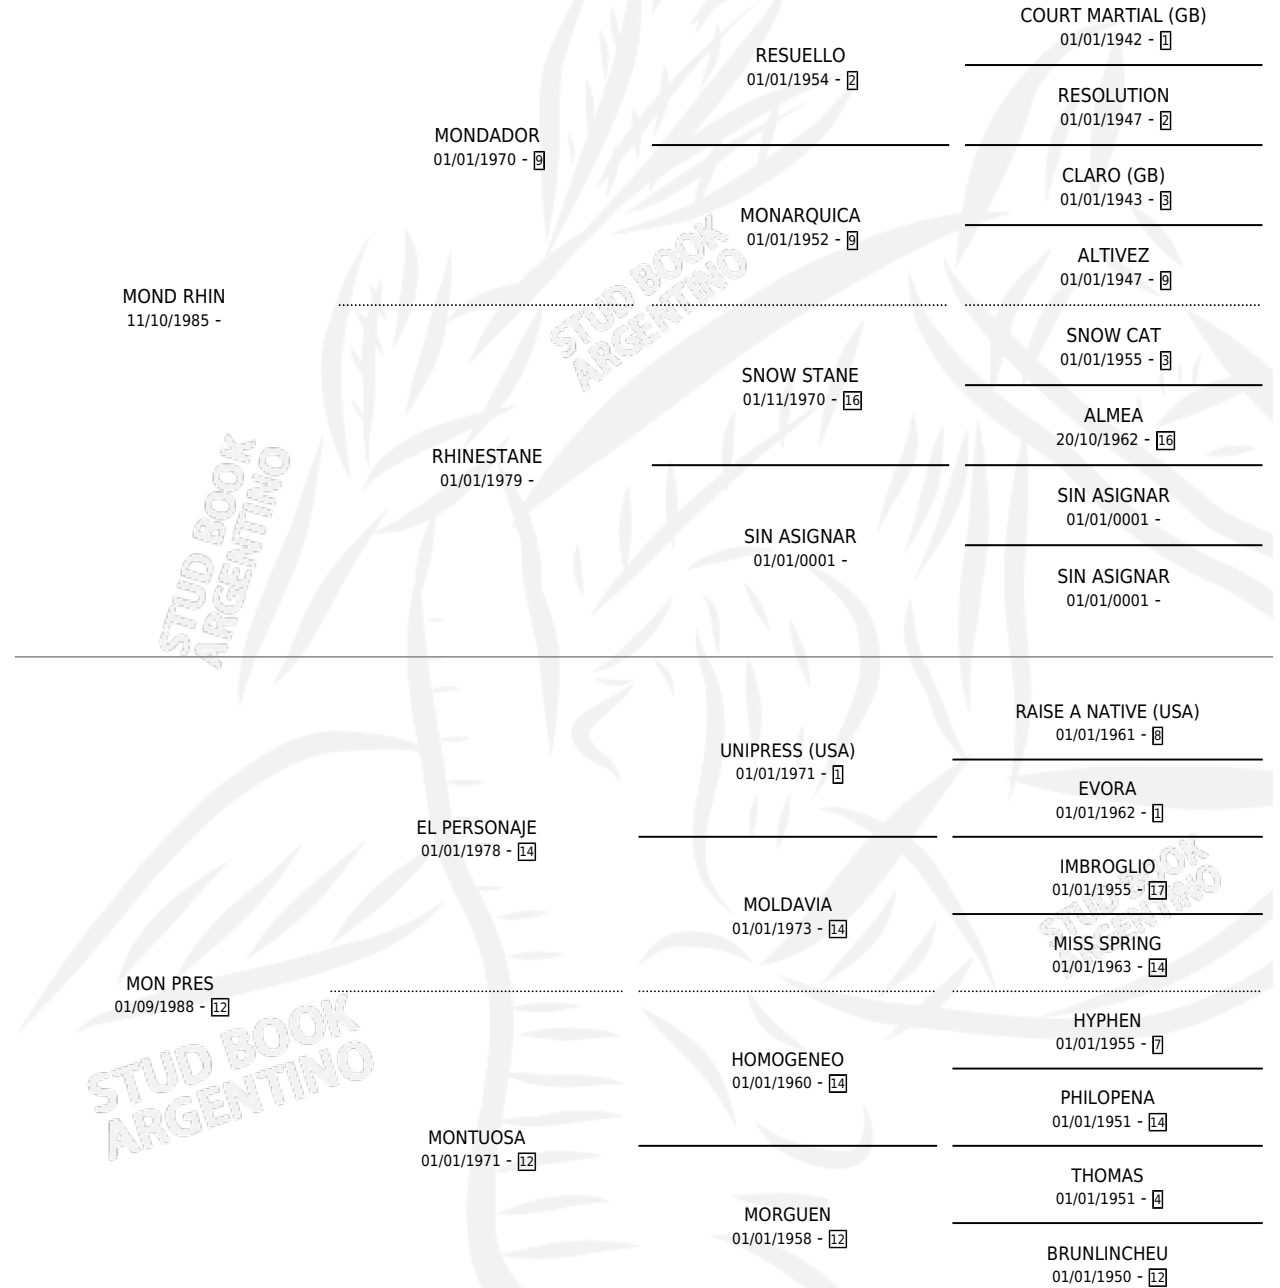 COURT MARTIAL (GB)
01/01/1942 - 1
RESUELLO
01/01/1954 - 2
RESOLUTION
01/01/1947 - 2
MONDADOR
01/01/1970 - 9
CLARO (GB)
01/01/1943 - 3
MONARQUICA
01/01/1952 - 9
ALTIVEZ
01/01/1947 - 9
MOND RHIN
11/10/1985 -
STUD BOOK
ARGENTINO
SNOW CAT
01/01/1955 - 3
SNOW STANE
01/11/1970 - 16
ALMEA
20/10/1962 - 16
RHINESTANE
01/01/1979 -
SIN ASIGNAR
01/01/0001 -
SIN ASIGNAR
01/01/0001 -
SIN ASIGNAR
01/01/0001 -
STUD BOOK
ARGENTINO
RAISE A NATIVE (USA)
01/01/1961 - 8
UNIPRESS (USA)
01/01/1971 - 1
EVORA
01/01/1962 - 1
EL PERSONAJE
01/01/1978 - 14
IMBROGLIO
01/01/1955 - 17
MOLDAVIA
01/01/1973 - 14
STUD BOOK
ARGENTINO
MISS SPRING
01/01/1963 - 14
MON PRES
01/09/1988 - 12
HYPHEN
01/01/1955 - 7
HOMOGENEO
01/01/1960 - 14
STUD BOOK
ARGENTINO
PHILOPENA
01/01/1951 - 14
MONTUOSA
01/01/1971 - 12
THOMAS
01/01/1951 - 4
MORGUEN
01/01/1958 - 12
BRUNLINCHEU
01/01/1950 - 12